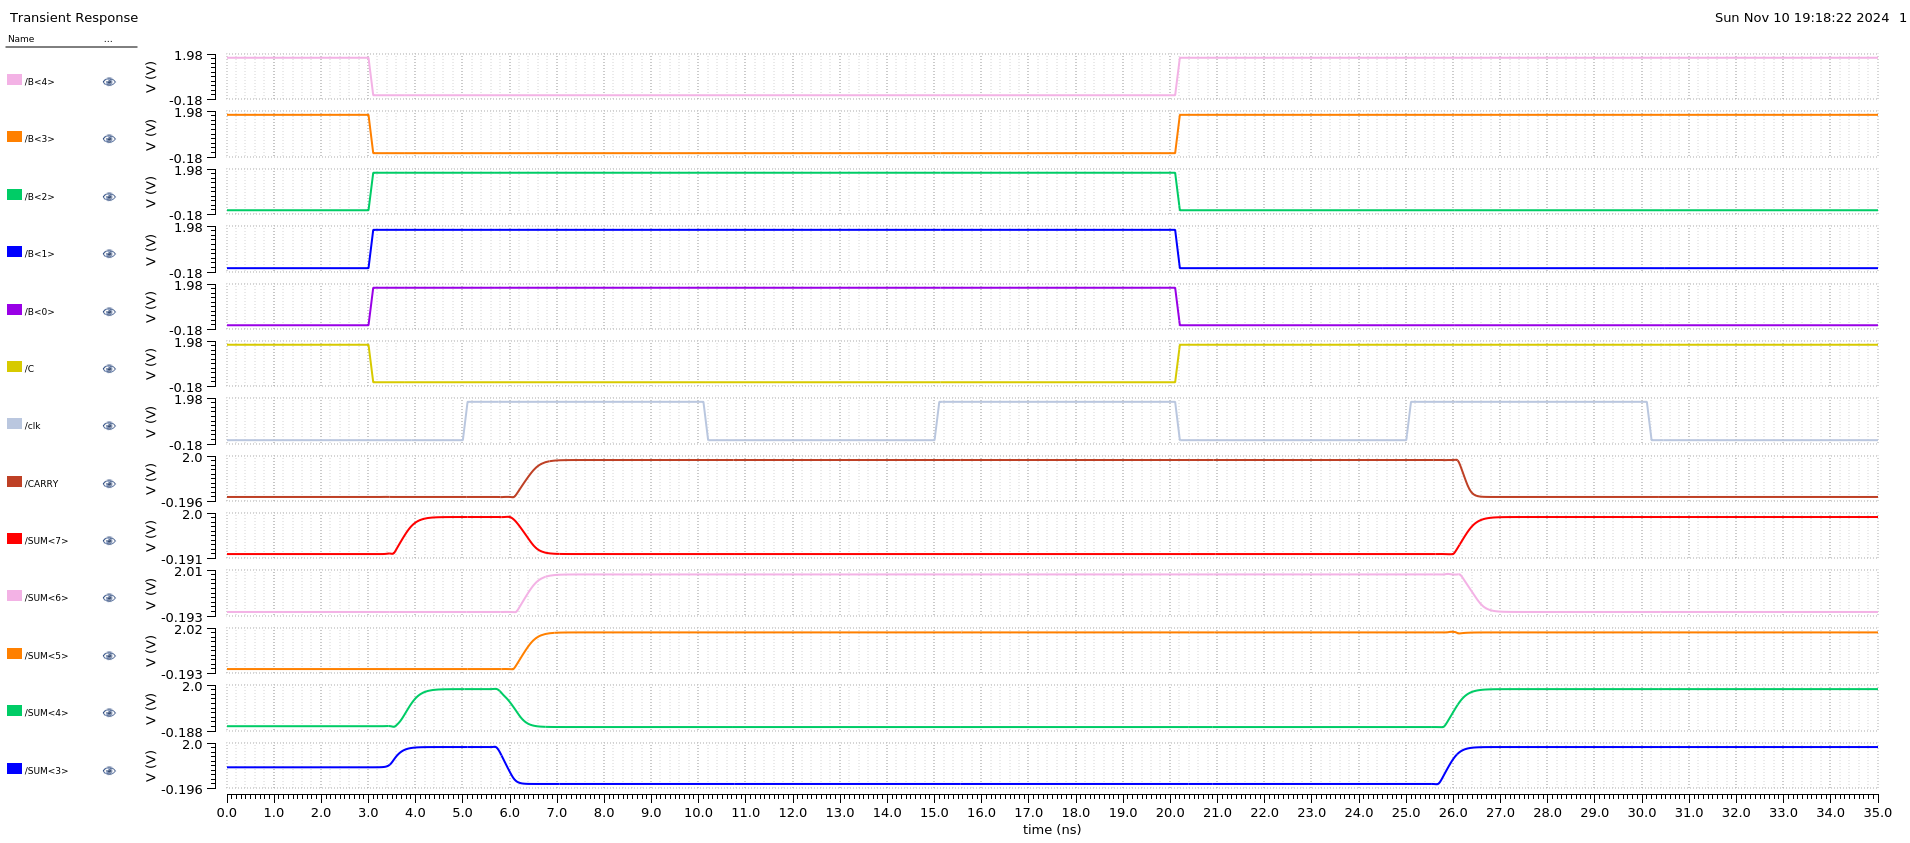 Transient Response
Sun Nov 10 19:18:22 2024 1
Name ...
/B<4> V (V) 1.98 -0.18
/B<3> V (V) 1.98 -0.18
/B<2> V (V) 1.98 -0.18
/B<1> V (V) 1.98 -0.18
/B<0> V (V) 1.98 -0.18
/C V (V) 1.98 -0.18
/clk V (V) 1.98 -0.18
/CARRY V (V) 2.0 -0.196
/SUM<7> V (V) 2.0 -0.191
/SUM<6> V (V) 2.01 -0.193
/SUM<5> V (V) 2.02 -0.193
/SUM<4> V (V) 2.0 -0.188
/SUM<3> V (V) 2.0 -0.196
0.0 1.0 2.0 3.0 4.0 5.0 6.0 7.0 8.0 9.0 10.0 11.0 12.0 13.0 14.0 15.0 16.0 17.0 18.0 19.0 20.0 21.0 22.0 23.0 24.0 25.0 26.0 27.0 28.0 29.0 30.0 31.0 32.0 33.0 34.0 35.0
time (ns)